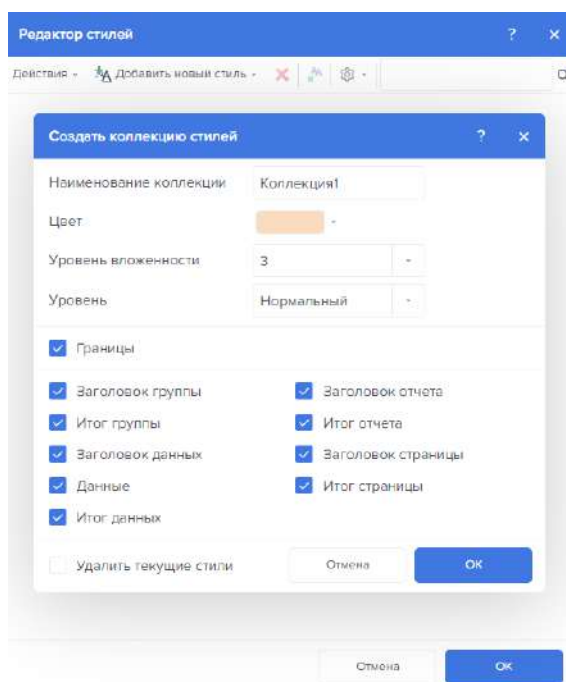 Редактор стилей ? ×
Действия Добавить новый стиль
Создать коллекцию стилей ? ×
Наименование коллекции Коллекция1
Цвет
Уровень вложенности 3
Уровень Нормальный
Границы
Заголовок группы Заголовок отчета
Итог группы Итог отчета
Заголовок данных Заголовок страницы
Данные Итог страницы
Итог данных
Удалить текущие стили Отмена ОК
Отмена ОК